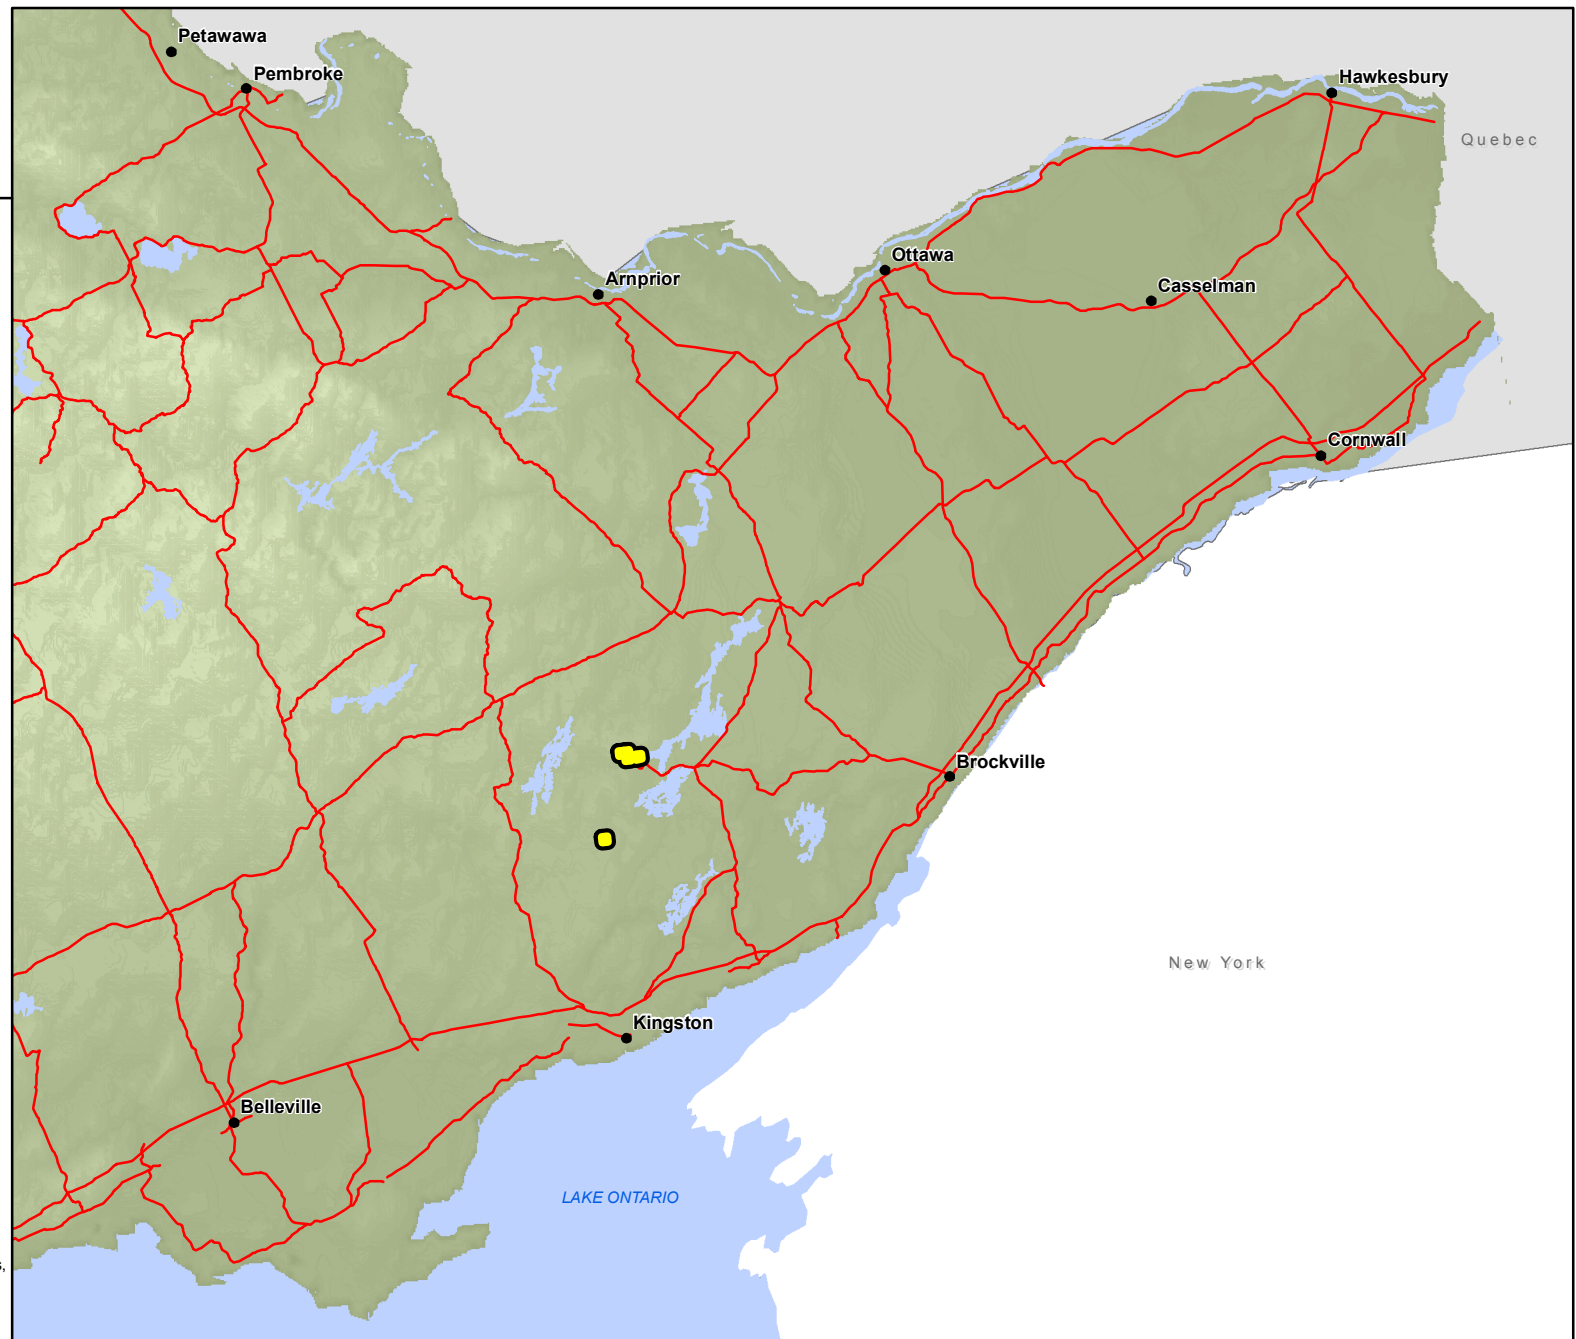 Petawawa
Pembroke
Hawkesbury
Quebec
Ottawa
Arnprior
Casselman
Cornwall
Brockville
New York
Kingston
Belleville
LAKE ONTARIO